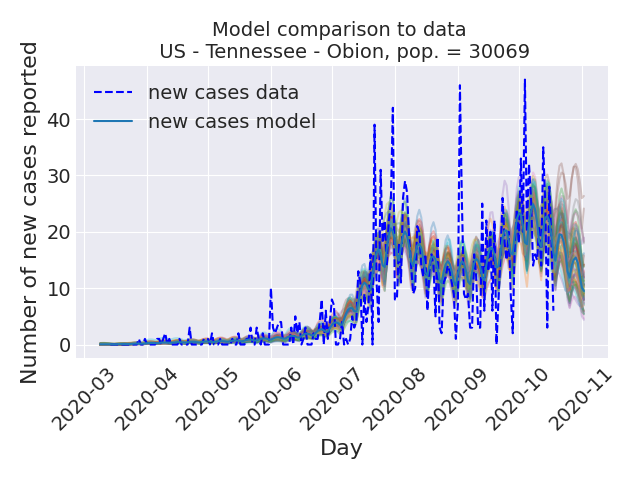 Model comparison to data
US - Tennessee - Obion, pop. = 30069
Number of new cases reported
new cases data
new cases model
40
30
20
10
0
2020-03
2020-04
2020-05
2020-06
2020-07
2020-08
2020-09
2020-10
2020-11
Day